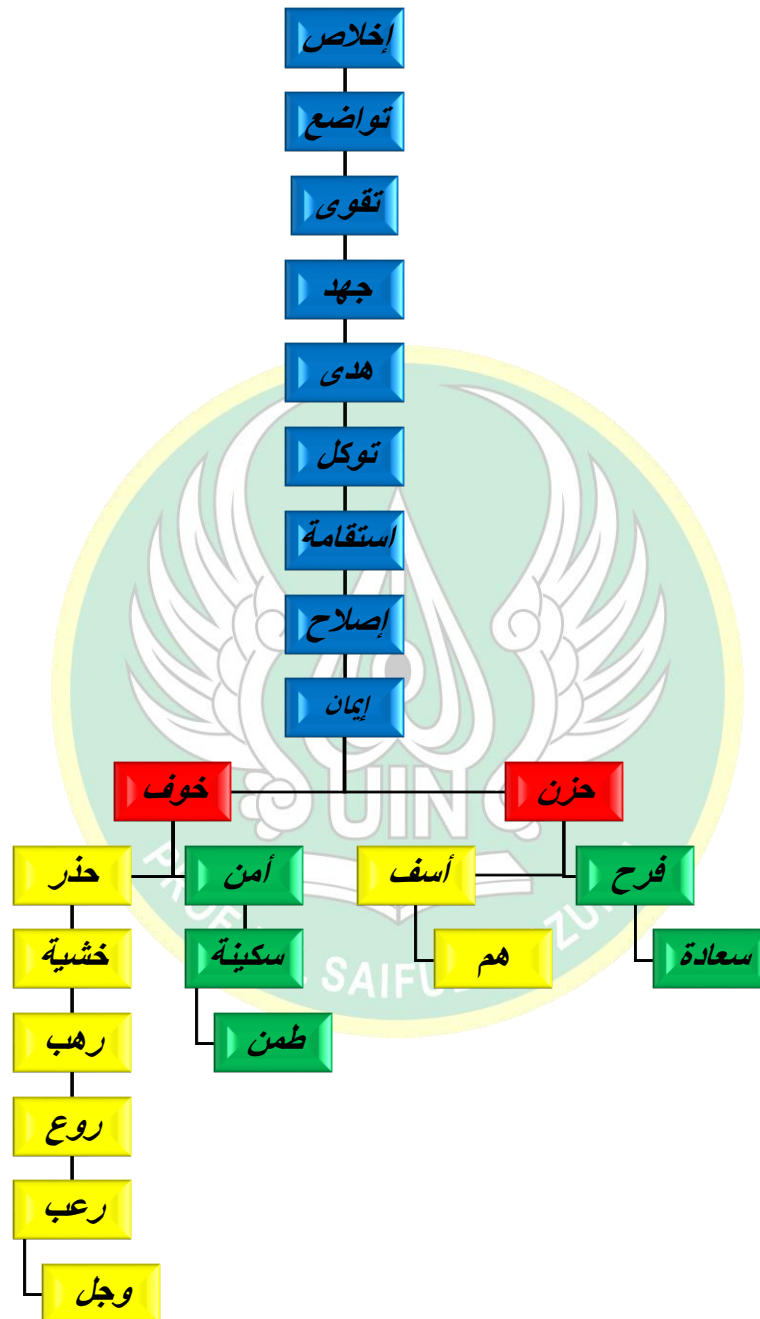 إخلاص
تواضع
تقوى
جهد
هدى
توكل
استقامة
إصلاح
إيمان
خوف
حزن
حذر
أمن
أسف
فرح
خشية
سكينة
هم
سعادة
رهب
طمن
روع
رعب
وجل
UIN
SAIFU